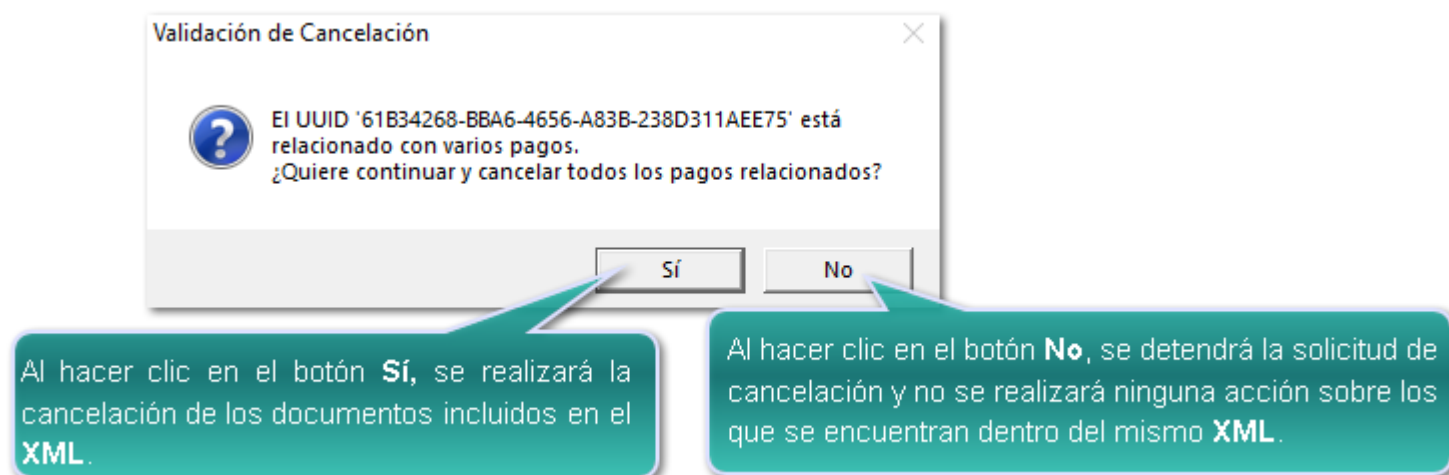 Validación de Cancelación
El UUID '61B34268-BBA6-4656-A83B-238D311AEE75' está
relacionado con varios pagos.
¿Quiere continuar y cancelar todos los pagos relacionados?
Sí
No
Al hacer clic en el botón Sí, se realizará la
cancelación de los documentos incluidos en el
XML.
Al hacer clic en el botón No, se detendrá la solicitud de
cancelación y no se realizará ninguna acción sobre los
que se encuentran dentro del mismo XML.